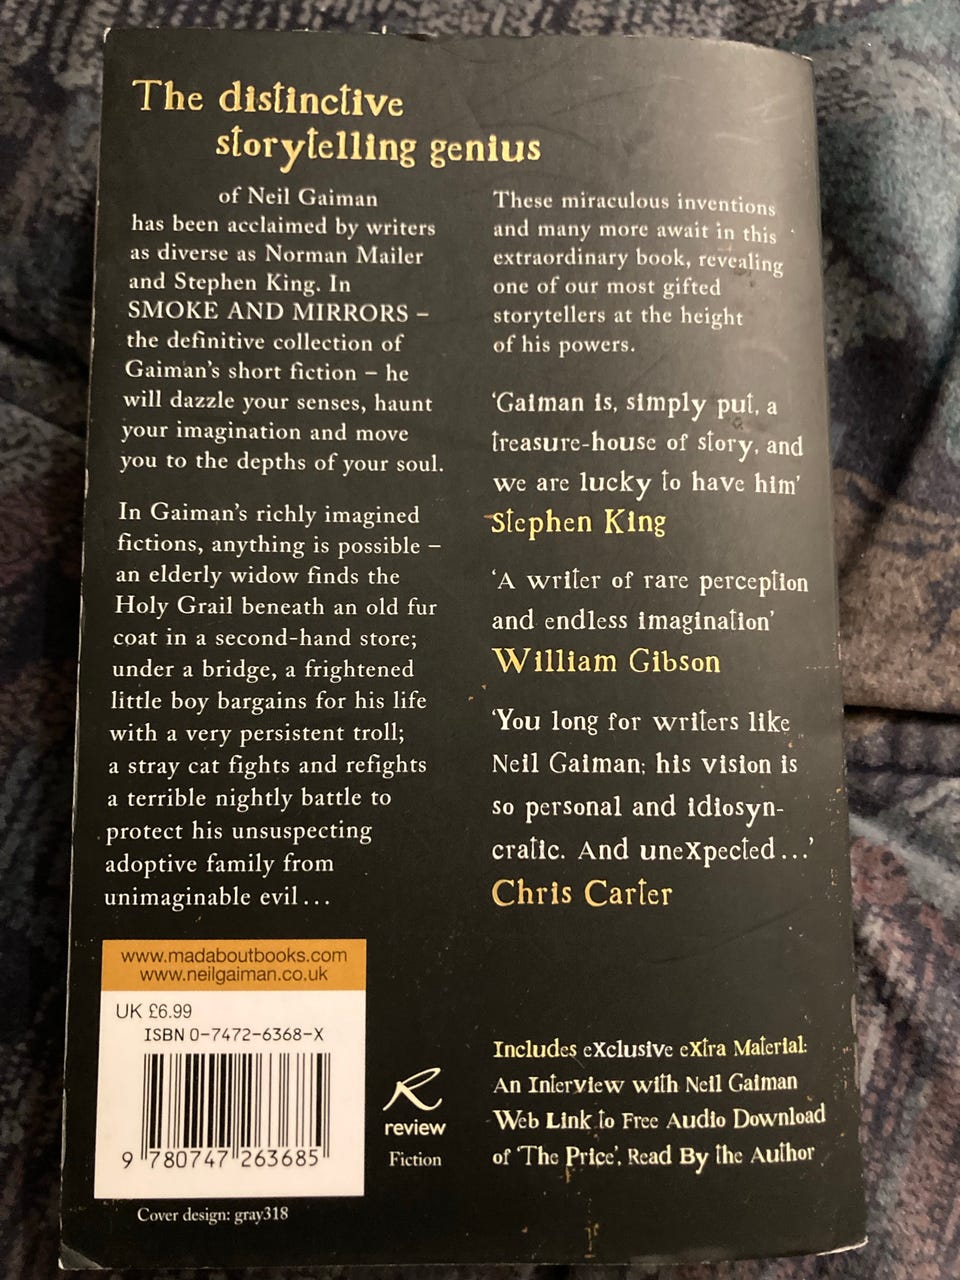 The distinctive
storytelling genius
of Neil Gaiman
has been acclaimed by writers
as diverse as Norman Mailer
and Stephen King. In
SMOKE AND MIRRORS –
the definitive collection of
Gaiman's short fiction – he
will dazzle your senses, haunt
your imagination and move
you to the depths of your soul.
In Gaiman's richly imagined
fictions, anything is possible –
an elderly widow finds the
Holy Grail beneath an old fur
coat in a second-hand store;
under a bridge, a frightened
little boy bargains for his life
with a very persistent troll;
a stray cat fights and refights
a terrible nightly battle to
protect his unsuspecting
adoptive family from
unimaginable evil...
These miraculous inventions
and many more await in this
extraordinary book, revealing
one of our most gifted
storytellers at the height
of his powers.
'Gaiman is, simply put, a
treasure-house of story, and
we are lucky to have him'
Stephen King
'A writer of rare perception
and endless imagination'
William Gibson
'You long for writers like
Neil Gaiman; his vision is
so personal and idiosyn-
cratic. And unexpected...'
Chris Carter
www.madaboutbooks.com
www.neilgaiman.co.uk
UK £6.99
ISBN 0-7472-6368-X
9 780747 263685
Cover design: gray318
R
review
Fiction
Includes exclusive extra Material:
An Interview with Neil Gaiman
Web Link to Free Audio Download
of 'The Price', Read By the Author